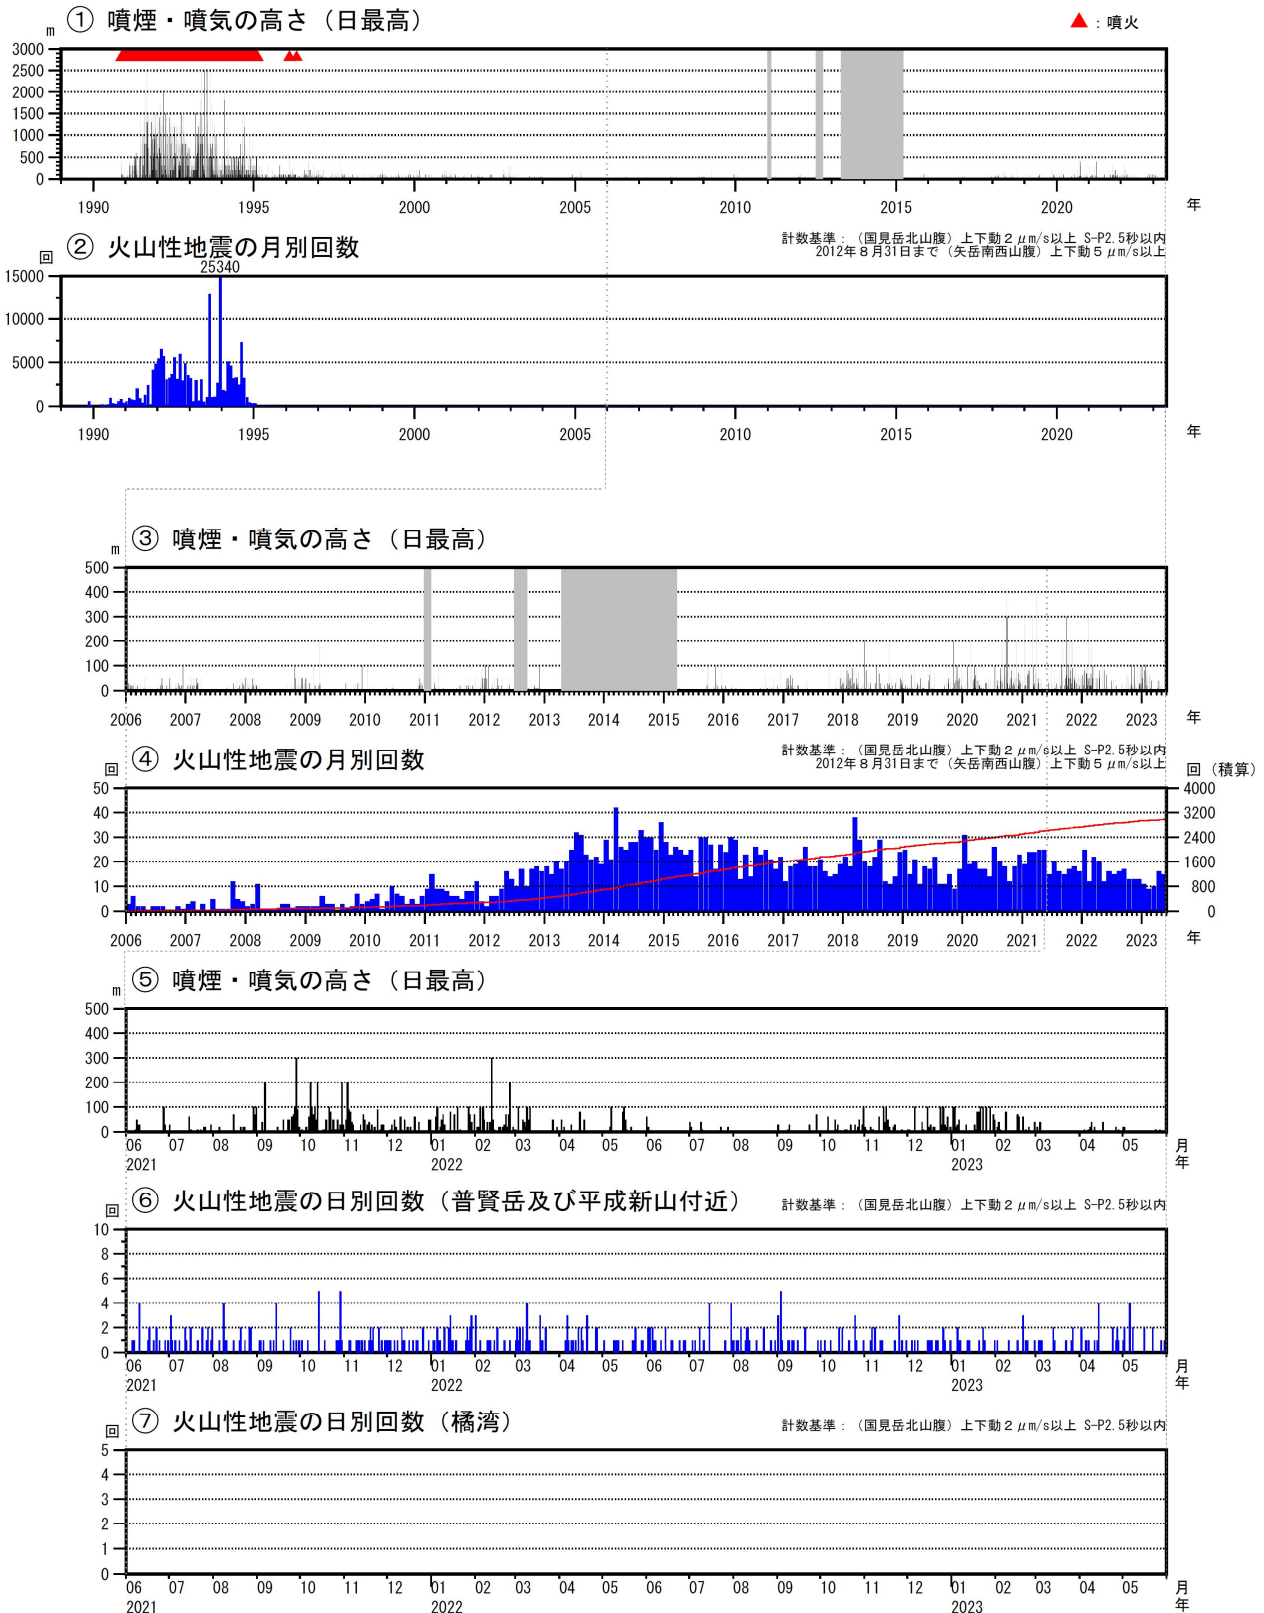 ① 噴煙・噴気の高さ（日最高）
▲：噴火
m
3000
2500
2000
1500
1000
500
0
1990 1995 2000 2005 2010 2015 2020 年
② 火山性地震の月別回数
計数基準：（国見岳北山腹）上下動２μm/s以上 S-P2.5秒以内
2012年８月31日まで（矢岳南西山腹）上下動５μm/s以上
回
25340
15000
10000
5000
0
1990 1995 2000 2005 2010 2015 2020 年
③ 噴煙・噴気の高さ（日最高）
m
500
400
300
200
100
0
2006 2007 2008 2009 2010 2011 2012 2013 2014 2015 2016 2017 2018 2019 2020 2021 2022 2023 年
④ 火山性地震の月別回数
計数基準：（国見岳北山腹）上下動２μm/s以上 S-P2.5秒以内
2012年８月31日まで（矢岳南西山腹）上下動５μm/s以上
回 回（積算）
50 4000
40 3200
30 2400
20 1600
10 800
0 0
2006 2007 2008 2009 2010 2011 2012 2013 2014 2015 2016 2017 2018 2019 2020 2021 2022 2023 年
⑤ 噴煙・噴気の高さ（日最高）
m
500
400
300
200
100
0
06 07 08 09 10 11 12 01 02 03 04 05 06 07 08 09 10 11 12 01 02 03 04 05 月
2021 2022 2023 年
⑥ 火山性地震の日別回数（普賢岳及び平成新山付近）
計数基準：（国見岳北山腹）上下動２μm/s以上 S-P2.5秒以内
回
10
8
6
4
2
0
06 07 08 09 10 11 12 01 02 03 04 05 06 07 08 09 10 11 12 01 02 03 04 05 月
2021 2022 2023 年
⑦ 火山性地震の日別回数（橘湾）
計数基準：（国見岳北山腹）上下動２μm/s以上 S-P2.5秒以内
回
5
4
3
2
1
0
06 07 08 09 10 11 12 01 02 03 04 05 06 07 08 09 10 11 12 01 02 03 04 05 月
2021 2022 2023 年